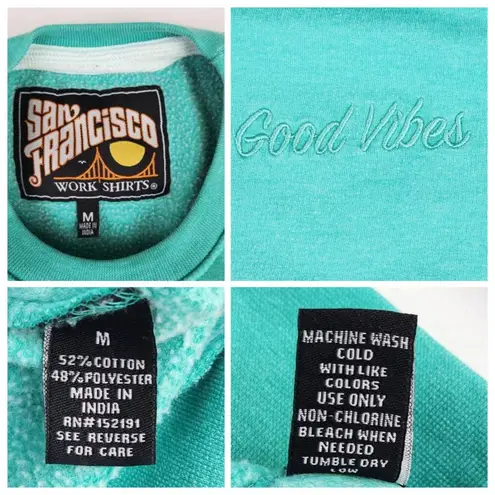 San
Francisco
WORK SHIRTS®
M
MADE IN
INDIA
Good Vibes
M
52% COTTON
48% POLYESTER
MADE IN
INDIA
RN#152191
SEE REVERSE
FOR CARE
MACHINE WASH
COLD
WITH LIKE
COLORS
USE ONLY
NON-CHLORINE
BLEACH WHEN
NEEDED
TUMBLE DRY
LOW